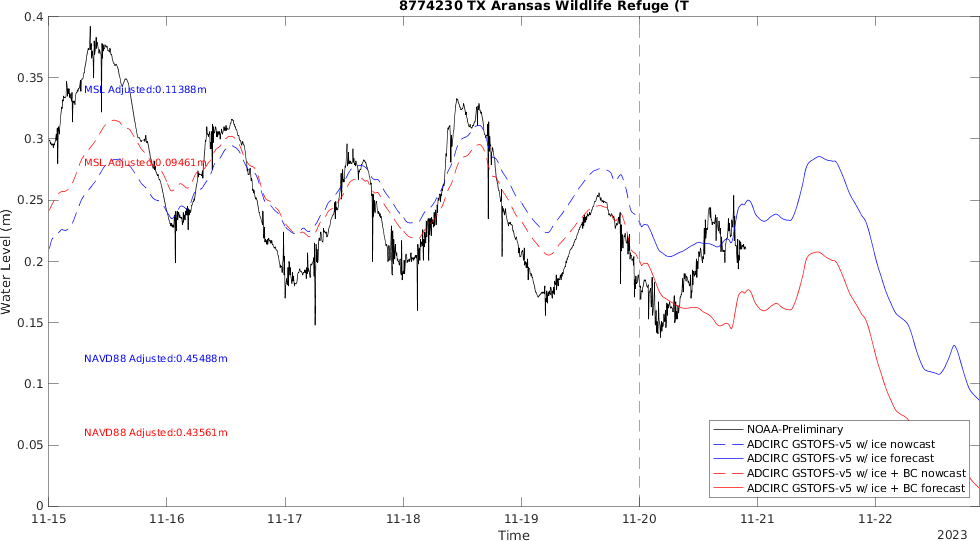 8774230 TX Aransas Wildlife Refuge (T
0.4
0.35
0.3
0.25
0.2
0.15
0.1
0.05
0
Water Level (m)
MSL Adjusted:0.11388m
MSL Adjusted:0.09461m
NAVD88 Adjusted:0.45488m
NAVD88 Adjusted:0.43561m
NOAA-Preliminary
ADCIRC GSTOFS-v5 w/ ice nowcast
ADCIRC GSTOFS-v5 w/ ice forecast
ADCIRC GSTOFS-v5 w/ ice + BC nowcast
ADCIRC GSTOFS-v5 w/ ice + BC forecast
11-15 11-16 11-17 11-18 11-19 11-20 11-21 11-22
Time
2023